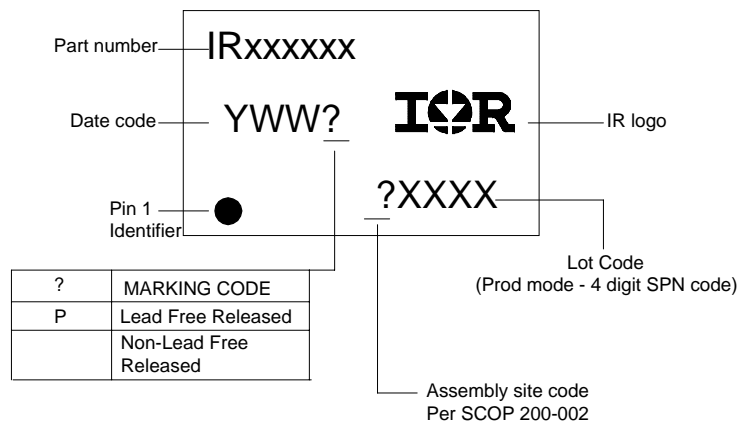 Part number
IRxxxxxx
Date code
YWW?
IOR
IR logo
?XXXX
Pin 1
Identifier
Lot Code
(Prod mode - 4 digit SPN code)
? MARKING CODE
P Lead Free Released
Non-Lead Free
Released
Assembly site code
Per SCOP 200-002